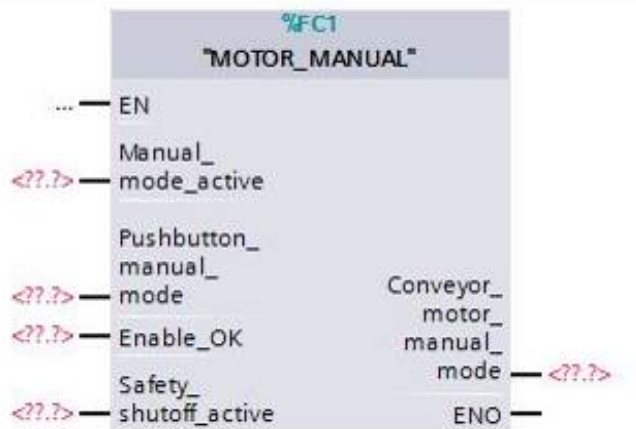 %FC1
"MOTOR_MANUAL"
... EN
Manual_
<??.?> mode_active
Pushbutton_
manual_
<??.?> mode
<??.?> Enable_OK
Safety_
<??.?> shutoff_active
Conveyor_
motor_
manual_
mode <??.?>
ENO